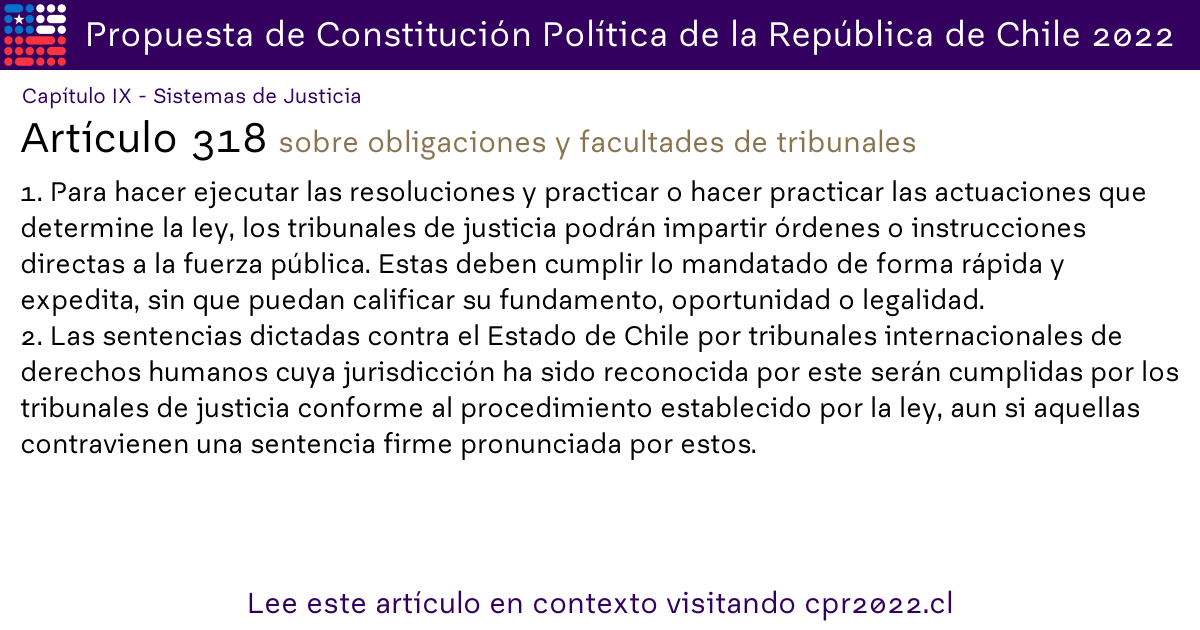 Propuesta de Constitución Política de la República de Chile 2022
Capítulo IX - Sistemas de Justicia
Artículo 318 sobre obligaciones y facultades de tribunales
1. Para hacer ejecutar las resoluciones y practicar o hacer practicar las actuaciones que
determine la ley, los tribunales de justicia podrán impartir órdenes o instrucciones
directas a la fuerza pública. Estas deben cumplir lo mandatado de forma rápida y
expedita, sin que puedan calificar su fundamento, oportunidad o legalidad.
2. Las sentencias dictadas contra el Estado de Chile por tribunales internacionales de
derechos humanos cuya jurisdicción ha sido reconocida por este serán cumplidas por los
tribunales de justicia conforme al procedimiento establecido por la ley, aun si aquellas
contravienen una sentencia firme pronunciada por estos.
Lee este artículo en contexto visitando cpr2022.cl